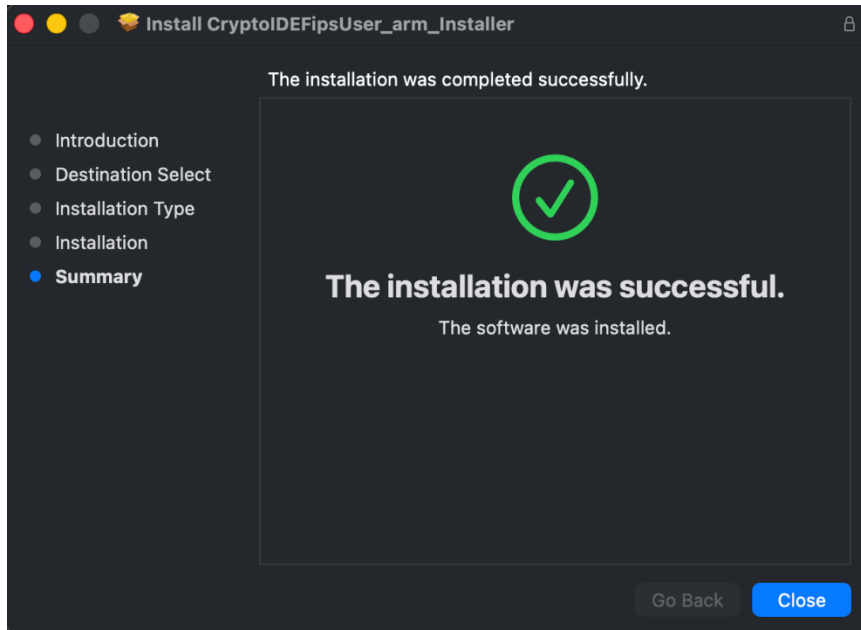 Install CryptoIDEFipsUser_arm_Installer
The installation was completed successfully.
Introduction
Destination Select
Installation Type
Installation
Summary
The installation was successful.
The software was installed.
Go Back
Close